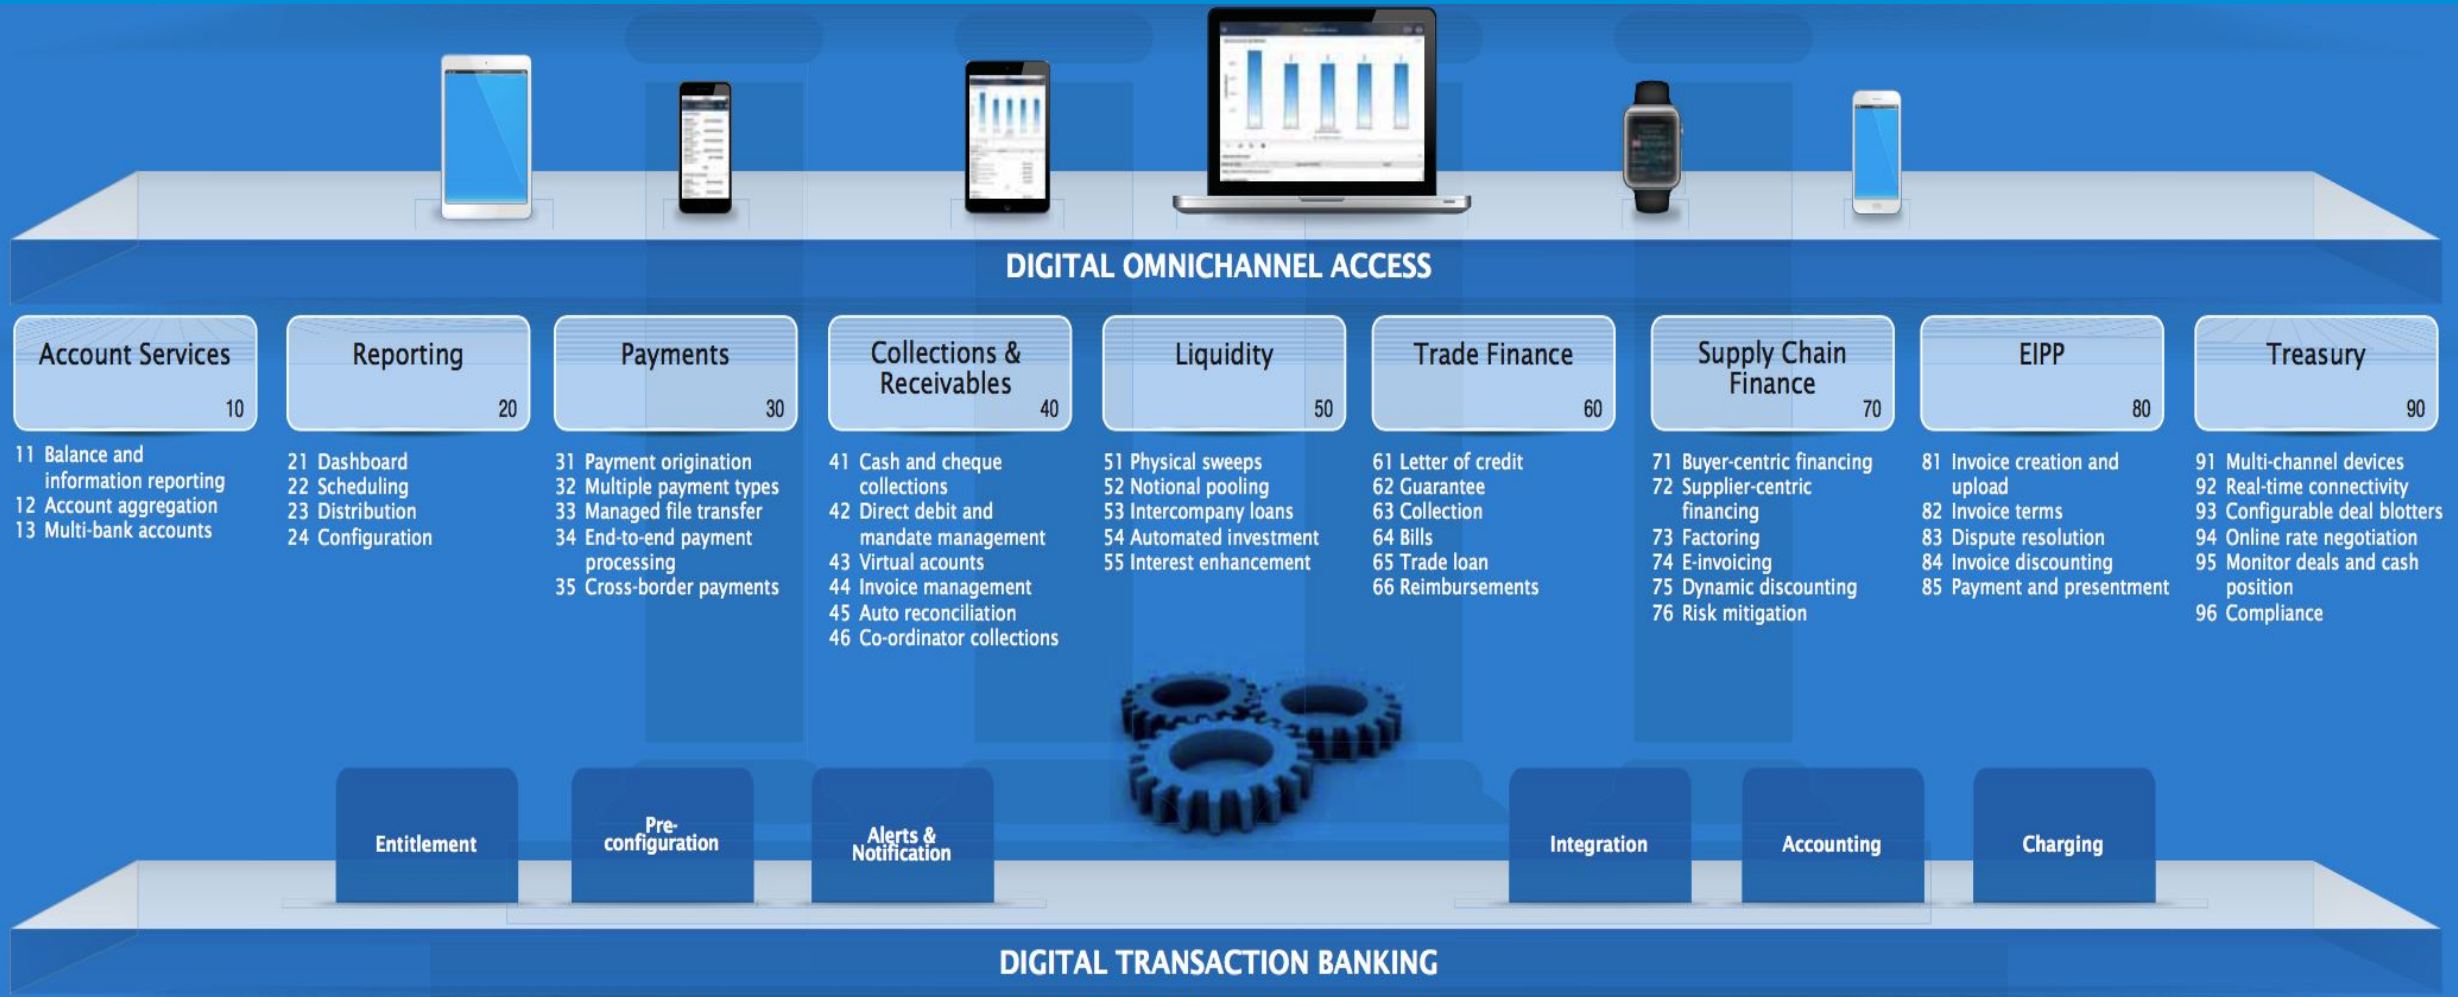 DIGITAL OMNICHANNEL ACCESS
Account Services
10
11 Balance and
information reporting
12 Account aggregation
13 Multi-bank accounts
Reporting
20
21 Dashboard
22 Scheduling
23 Distribution
24 Configuration
Payments
30
31 Payment origination
32 Multiple payment types
33 Managed file transfer
34 End-to-end payment
processing
35 Cross-border payments
Collections &
Receivables
40
41 Cash and cheque
collections
42 Direct debit and
mandate management
43 Virtual acounts
44 Invoice management
45 Auto reconciliation
46 Co-ordinator collections
Liquidity
50
51 Physical sweeps
52 Notional pooling
53 Intercompany loans
54 Automated investment
55 Interest enhancement
Trade Finance
60
61 Letter of credit
62 Guarantee
63 Collection
64 Bills
65 Trade loan
66 Reimbursements
Supply Chain
Finance
70
71 Buyer-centric financing
72 Supplier-centric
financing
73 Factoring
74 E-invoicing
75 Dynamic discounting
76 Risk mitigation
EIPP
80
81 Invoice creation and
upload
82 Invoice terms
83 Dispute resolution
84 Invoice discounting
85 Payment and presentment
Treasury
90
91 Multi-channel devices
92 Real-time connectivity
93 Configurable deal blotters
94 Online rate negotiation
95 Monitor deals and cash
position
96 Compliance
Entitlement
Pre-
configuration
Alerts &
Notification
Integration
Accounting
Charging
DIGITAL TRANSACTION BANKING